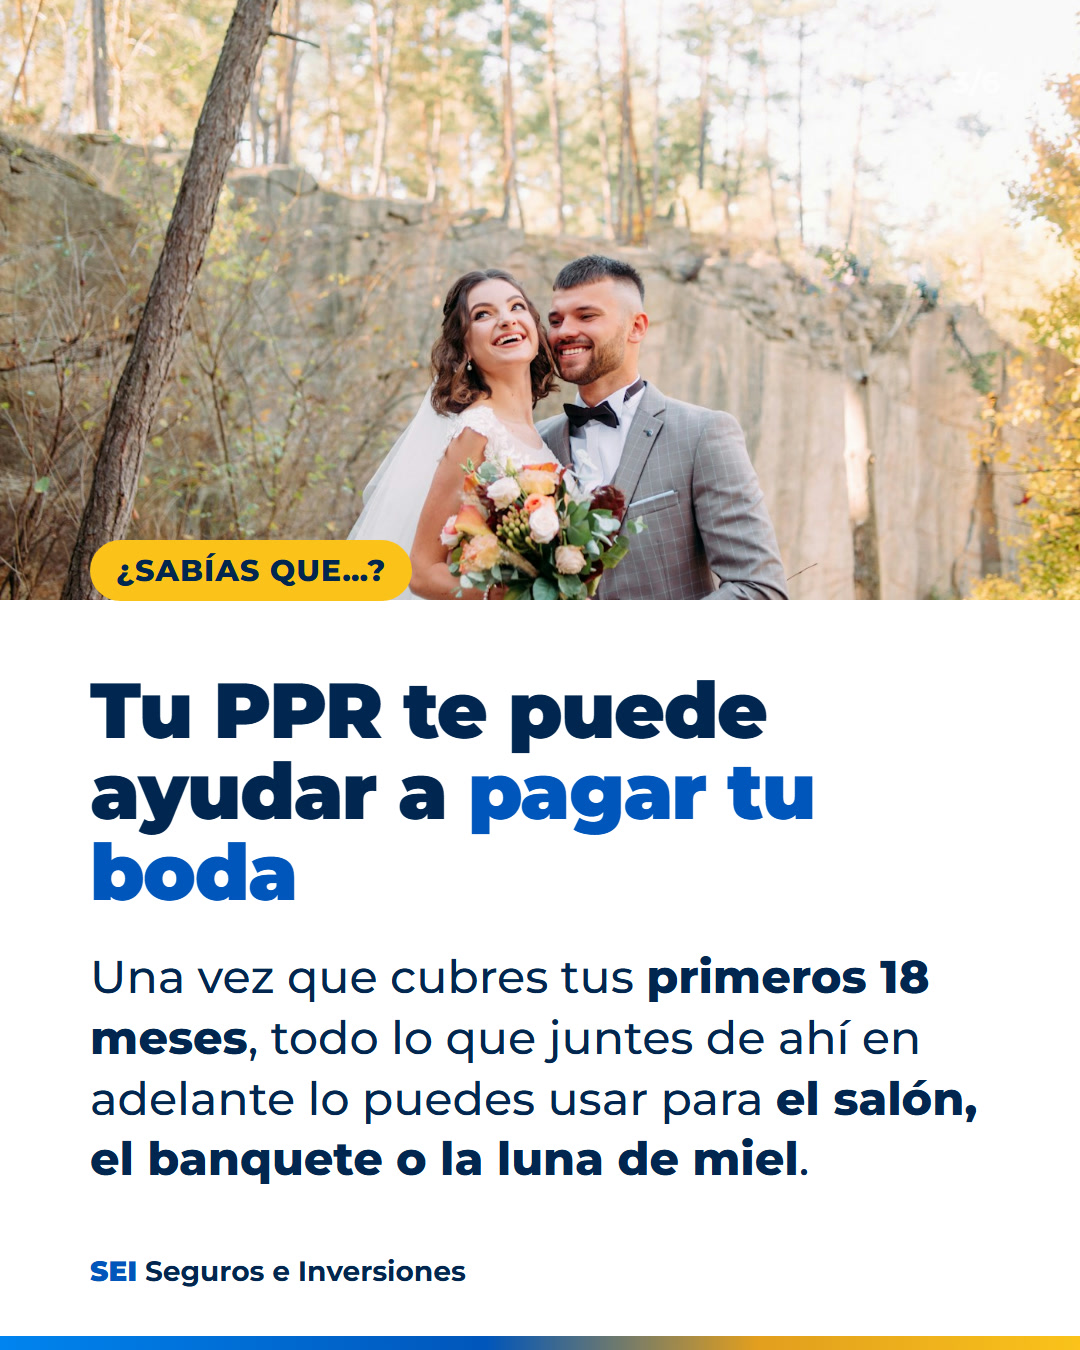 3/6
¿SABÍAS QUE...?
Tu PPR te puede
ayudar a pagar tu
boda
Una vez que cubres tus primeros 18
meses, todo lo que juntes de ahí en
adelante lo puedes usar para el salón,
el banquete o la luna de miel.
SEI Seguros e Inversiones